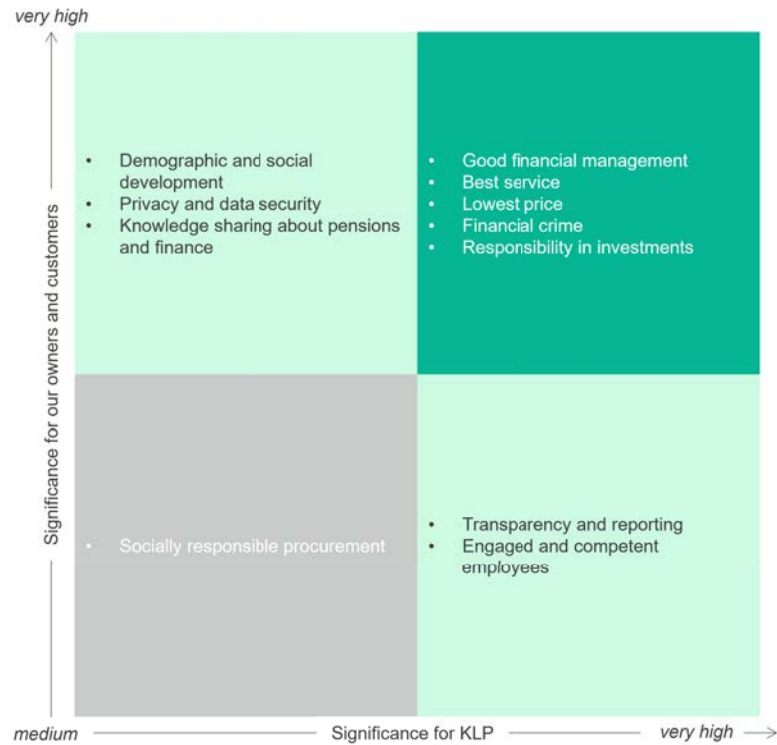 very high
Significance for our owners and customers
• Demographic and social
development
• Privacy and data security
• Knowledge sharing about pensions
and finance
• Good financial management
• Best service
• Lowest price
• Financial crime
• Responsibility in investments
• Socially responsible procurement
• Transparency and reporting
• Engaged and competent
employees
medium
Significance for KLP
very high